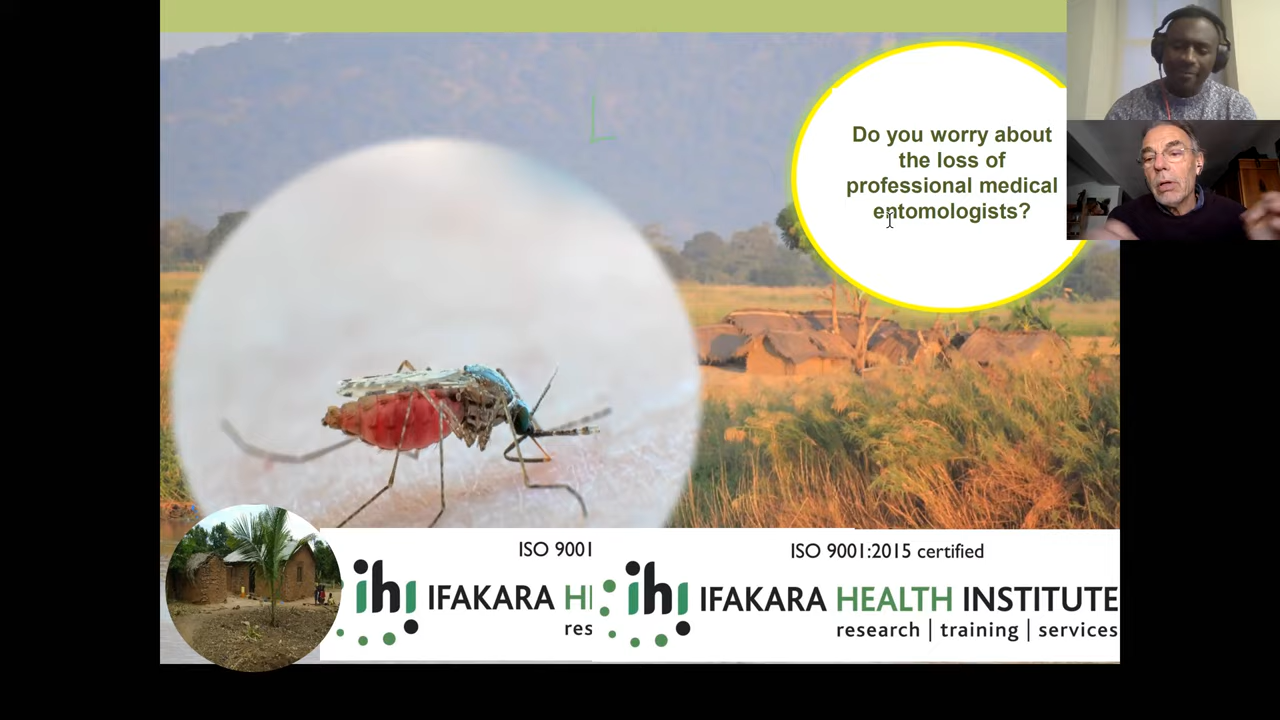 Do you worry about
the loss of
professional medical
entomologists?
ISO 9001
ihi IFAKARA HI
res
ISO 9001:2015 certified
ihi IFAKARA HEALTH INSTITUTE
research | training | services